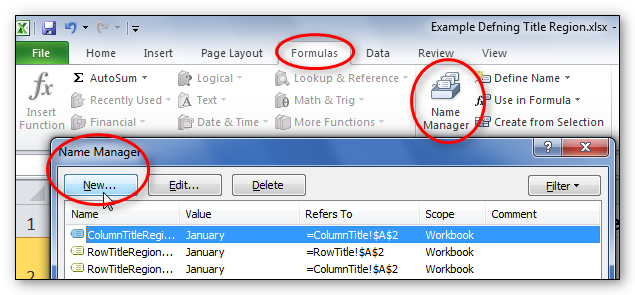 Example Defning Title Region.xlsx -
File Home Insert Page Layout Formulas Data Review View
fx Insert Function
Σ AutoSum
Recently Used
Financial
Logical
Text
Date & Time
Lookup & Reference
Math & Trig
More Functions
Name Manager
Define Name
Use in Formula
Create from Selection
Name Manager
New... Edit... Delete Filter
Name Value Refers To Scope Comment
ColumnTitleRegi... January =ColumnTitle!$A$2 Workbook
RowTitleRegion... January =RowTitle!$A$2 Workbook
RowTitleRegion... January =ColumnTitle!$A$2 Workbook
1
2